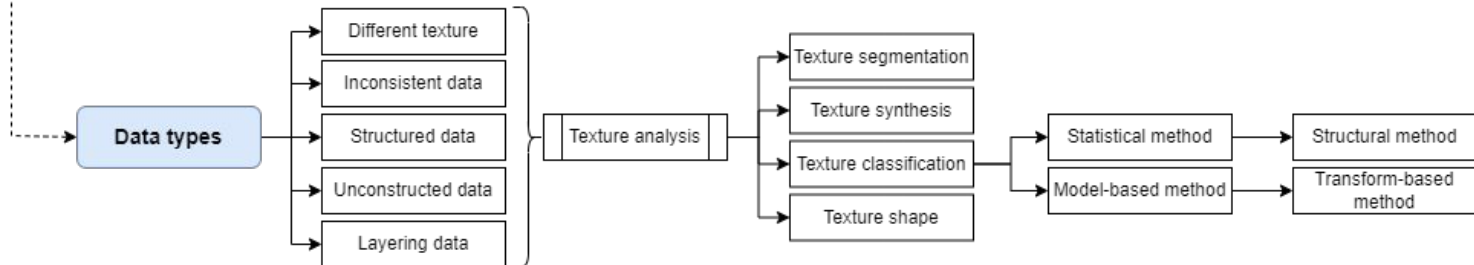 Data types
Different texture
Inconsistent data
Structured data
Unconstructed data
Layering data
Texture analysis
Texture segmentation
Texture synthesis
Texture classification
Texture shape
Statistical method
Model-based method
Structural method
Transform-based
method